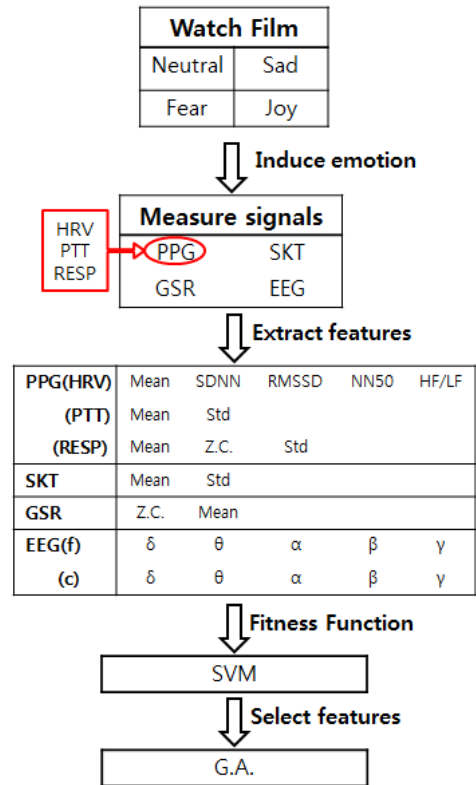 Watch Film
Neutral Sad
Fear Joy
Induce emotion
Measure signals
HRV
PTT
RESP
PPG SKT
GSR EEG
Extract features
PPG(HRV) Mean SDNN RMSSD NN50 HF/LF
(PTT) Mean Std
(RESP) Mean Z.C. Std
SKT Mean Std
GSR Z.C. Mean
EEG(f) δ θ α β γ
(c) δ θ α β γ
Fitness Function
SVM
Select features
G.A.